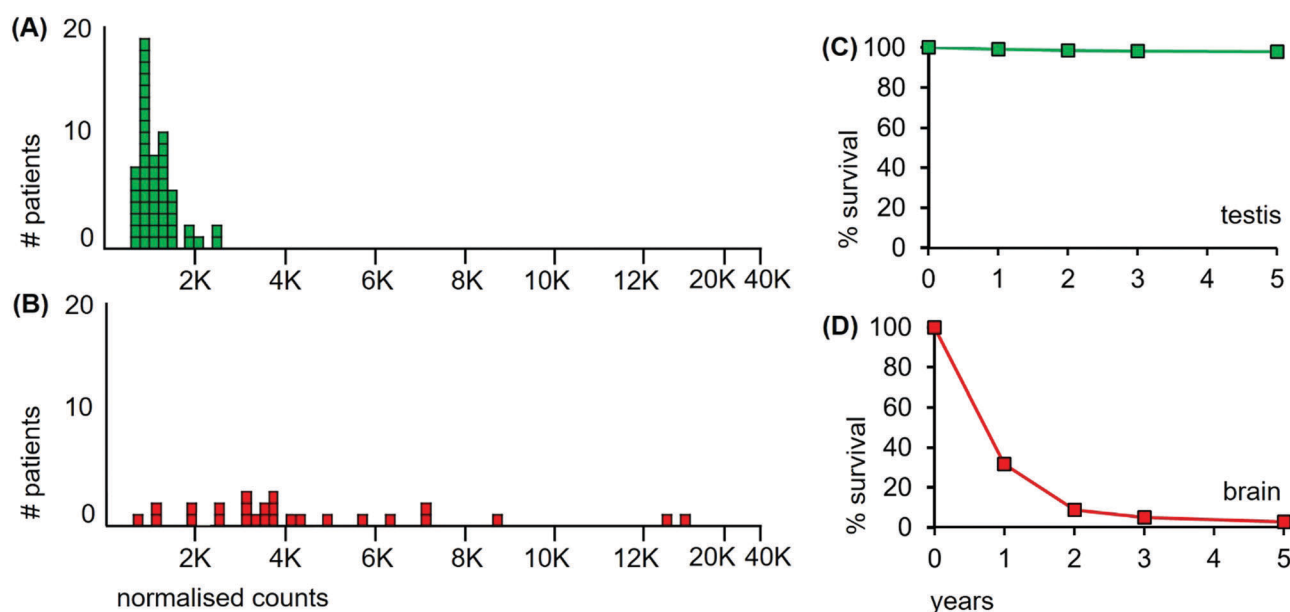 (A)
20
10
0
# patients
2K 4K 6K 8K 10K 12K 20K 40K
(B)
20
10
0
# patients
2K 4K 6K 8K 10K 12K 20K 40K
normalised counts
(C)
100
80
60
40
20
0
% survival
testis
0 1 2 3 4 5
(D)
100
80
60
40
20
0
% survival
brain
0 1 2 3 4 5
years